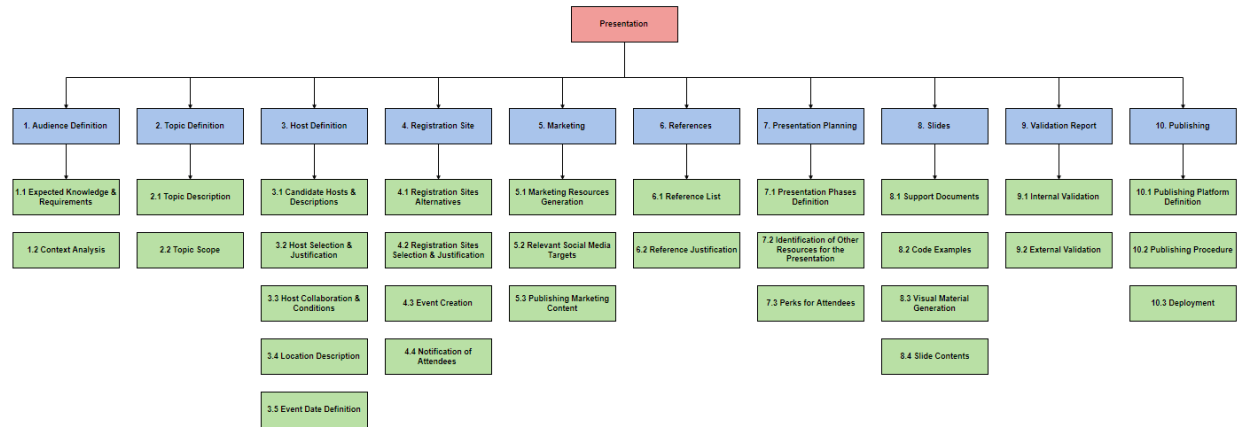 Presentation
1. Audience Definition
2. Topic Definition
3. Host Definition
4. Registration Site
5. Marketing
6. References
7. Presentation Planning
8. Slides
9. Validation Report
10. Publishing
1.1 Expected Knowledge &
Requirements
1.2 Context Analysis
2.1 Topic Description
2.2 Topic Scope
3.1 Candidate Hosts &
Descriptions
3.2 Host Selection &
Justification
3.3 Host Collaboration &
Conditions
3.4 Location Description
3.5 Event Date Definition
4.1 Registration Sites
Alternatives
4.2 Registration Sites
Selection & Justification
4.3 Event Creation
4.4 Notification of
Attendees
5.1 Marketing Resources
Generation
5.2 Relevant Social Media
Targets
5.3 Publishing Marketing
Content
6.1 Reference List
6.2 Reference Justification
7.1 Presentation Phases
Definition
7.2 Identification of Other
Resources for the
Presentation
7.3 Perks for Attendees
8.1 Support Documents
8.2 Code Examples
8.3 Visual Material
Generation
8.4 Slide Contents
9.1 Internal Validation
9.2 External Validation
10.1 Publishing Platform
Definition
10.2 Publishing Procedure
10.3 Deployment